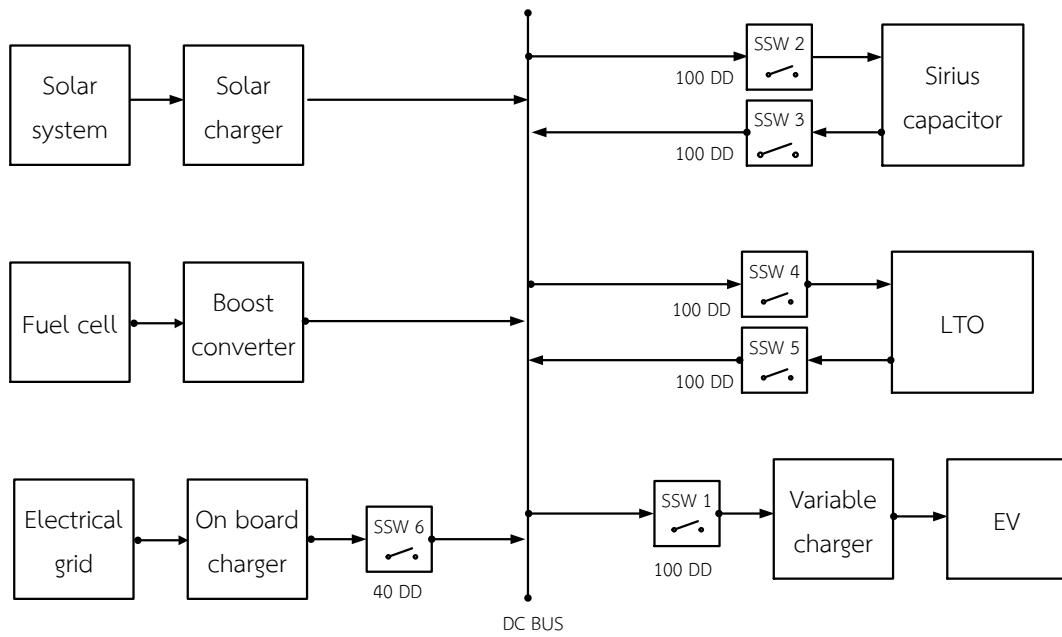 Solar
system
Solar
charger
SSW 2
100 DD
Sirius
capacitor
SSW 3
100 DD
Fuel cell
Boost
converter
SSW 4
100 DD
LTO
SSW 5
100 DD
Electrical
grid
On board
charger
SSW 6
40 DD
SSW 1
100 DD
Variable
charger
EV
DC BUS